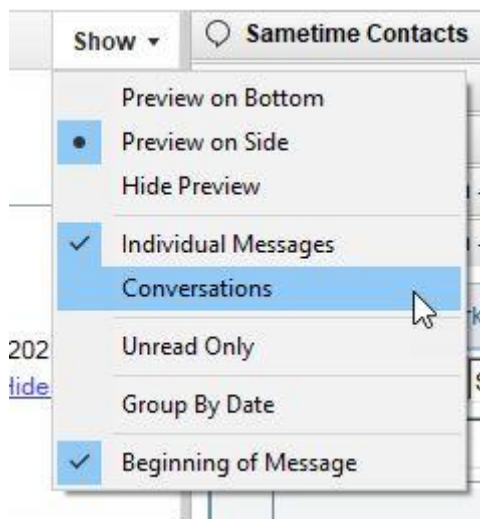 Show
Sametime Contacts
Preview on Bottom
Preview on Side
Hide Preview
Individual Messages
Conversations
202
Unread Only
Hide
Group By Date
Beginning of Message